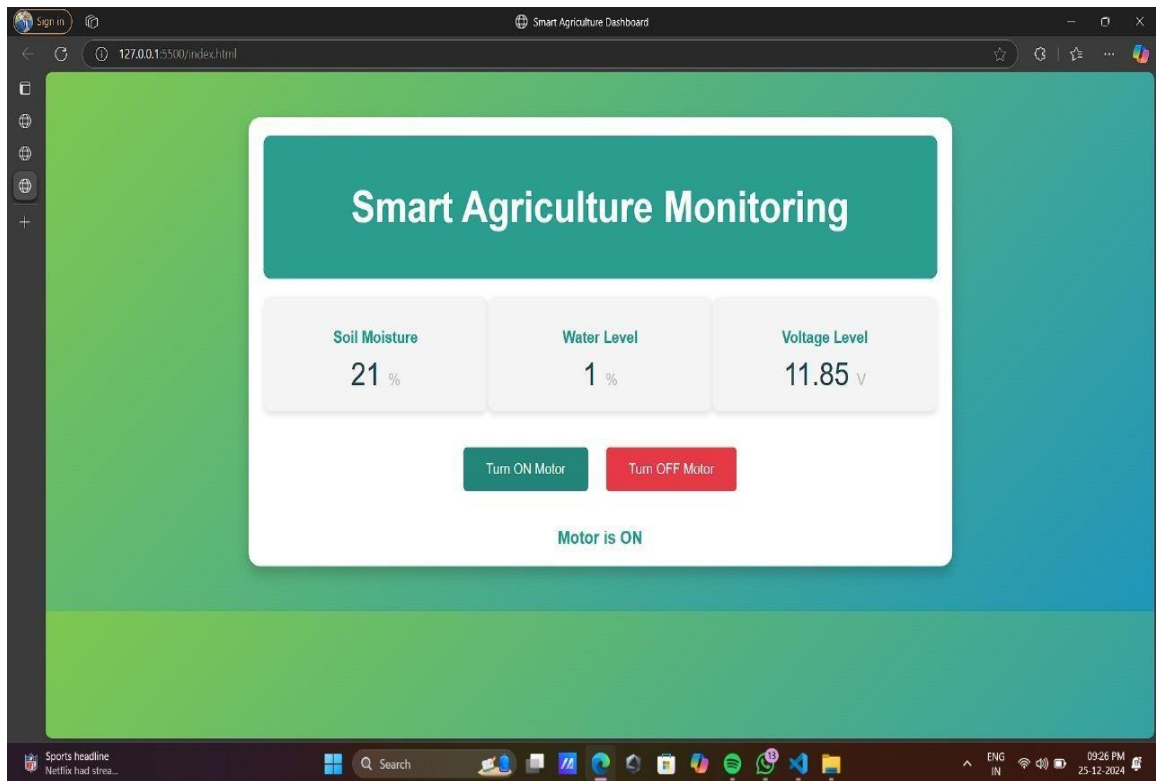 Sign in
Smart Agriculture Dashboard
127.0.0.1:5500/index.html
Smart Agriculture Monitoring
Soil Moisture
Water Level
Voltage Level
21 %
1 %
11.85 V
Turn ON Motor
Turn OFF Motor
Motor is ON
Sports headline
Netflix had strea...
Search
13
ENG
IN
09:26 PM
25-12-2024